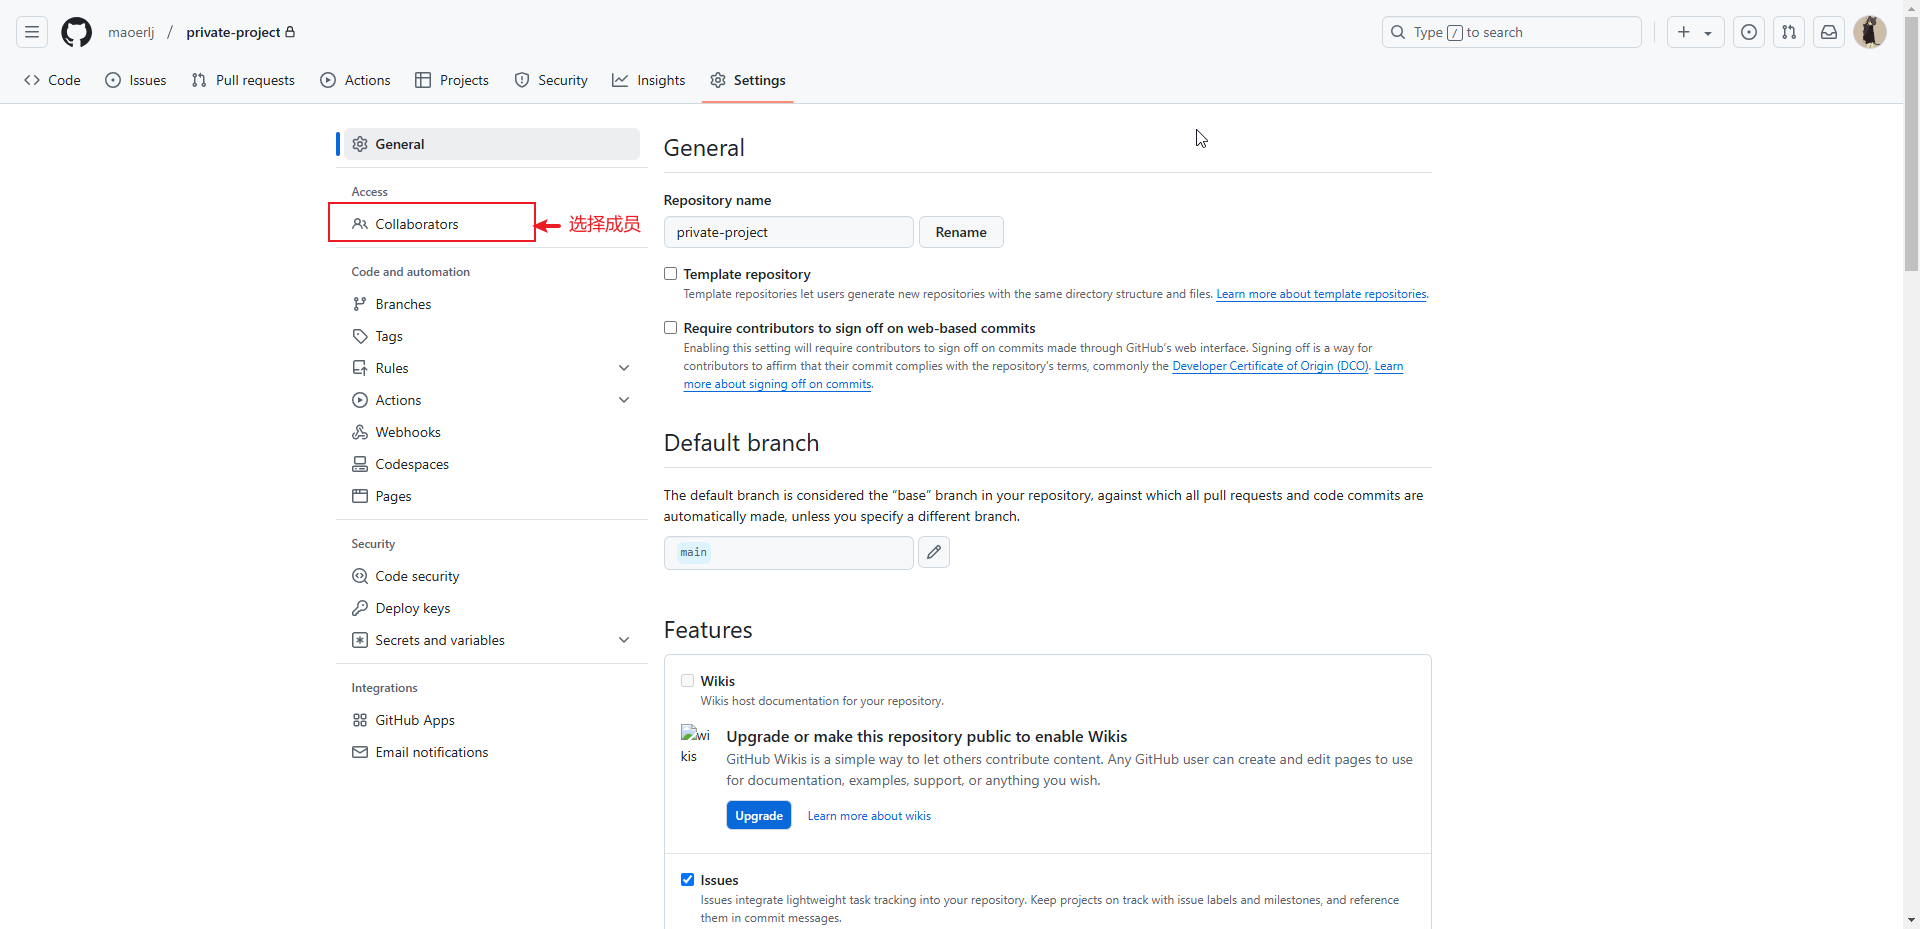 maoerlj / private-project
Type / to search
Code Issues Pull requests Actions Projects Security Insights Settings
General
Access
Collaborators
选择成员
Code and automation
Branches
Tags
Rules
Actions
Webhooks
Codespaces
Pages
Security
Code security
Deploy keys
Secrets and variables
Integrations
GitHub Apps
Email notifications
General
Repository name
private-project Rename
Template repository
Template repositories let users generate new repositories with the same directory structure and files. Learn more about template repositories.
Require contributors to sign off on web-based commits
Enabling this setting will require contributors to sign off on commits made through GitHub's web interface. Signing off is a way for
contributors to affirm that their commit complies with the repository's terms, commonly the Developer Certificate of Origin (DCO). Learn
more about signing off on commits.
Default branch
The default branch is considered the “base” branch in your repository, against which all pull requests and code commits are
automatically made, unless you specify a different branch.
main
Features
Wikis
Wikis host documentation for your repository.
wi
kis
Upgrade or make this repository public to enable Wikis
GitHub Wikis is a simple way to let others contribute content. Any GitHub user can create and edit pages to use
for documentation, examples, support, or anything you wish.
Upgrade Learn more about wikis
Issues
Issues integrate lightweight task tracking into your repository. Keep projects on track with issue labels and milestones, and reference
them in commit messages.